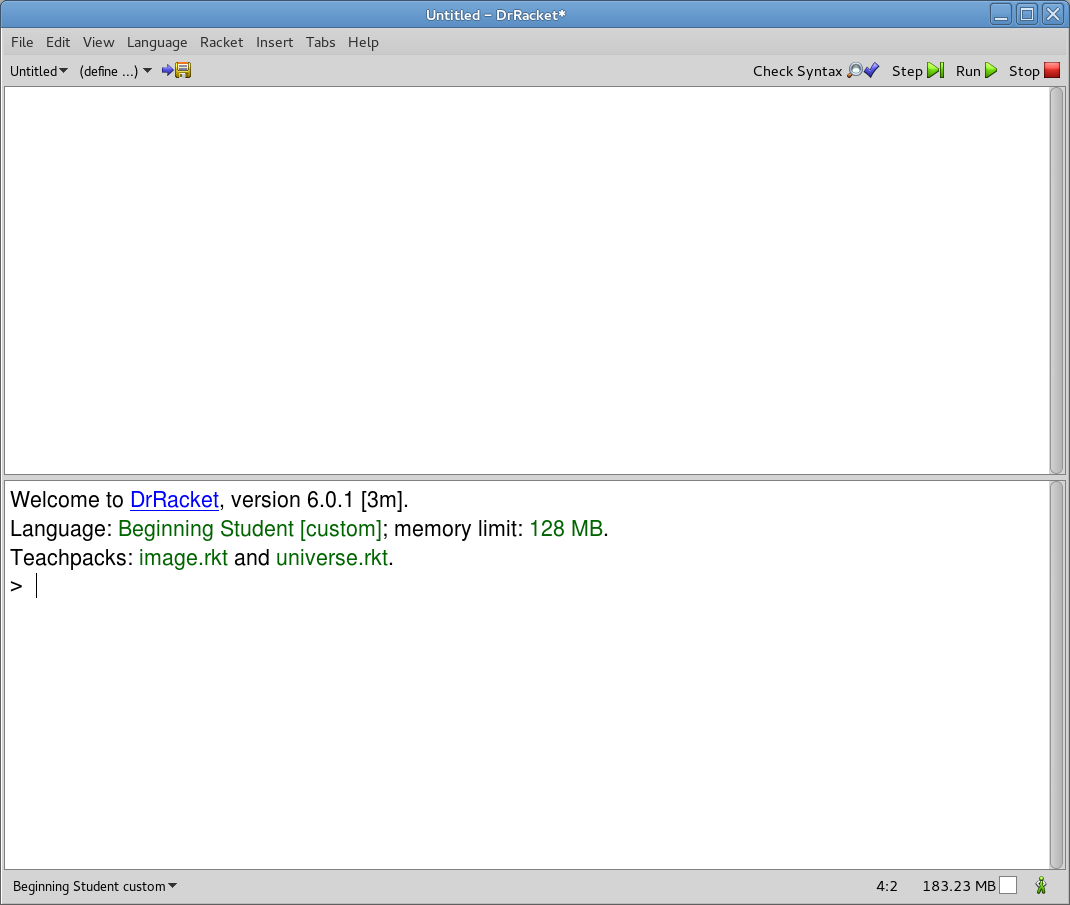 Untitled – DrRacket*
File Edit View Language Racket Insert Tabs Help
Untitled (define ...) Check Syntax Step Run Stop
Welcome to DrRacket, version 6.0.1 [3m].
Language: Beginning Student [custom]; memory limit: 128 MB.
Teachpacks: image.rkt and universe.rkt.
>
Beginning Student custom 4:2 183.23 MB